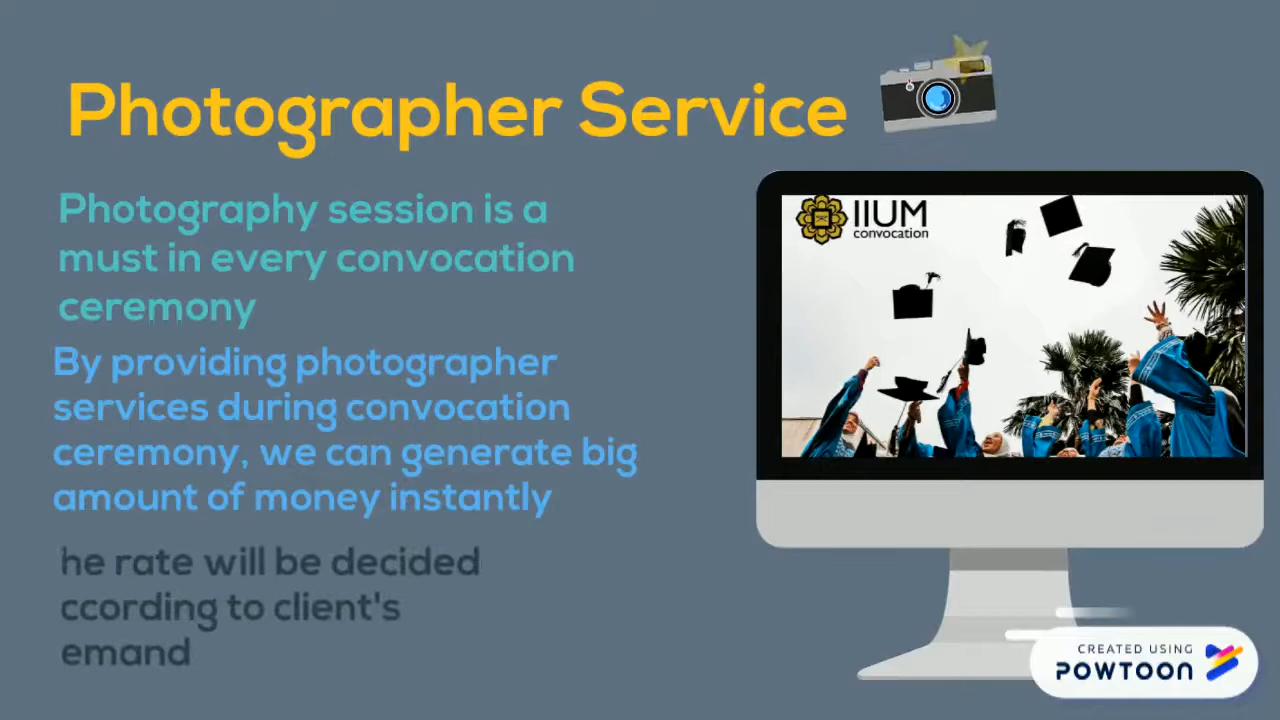 Photographer Service
Photography session is a
must in every convocation
ceremony
By providing photographer
services during convocation
ceremony, we can generate big
amount of money instantly
he rate will be decided
ccording to client's
emand
IIUM
convocation
CREATED USING
POWTOON